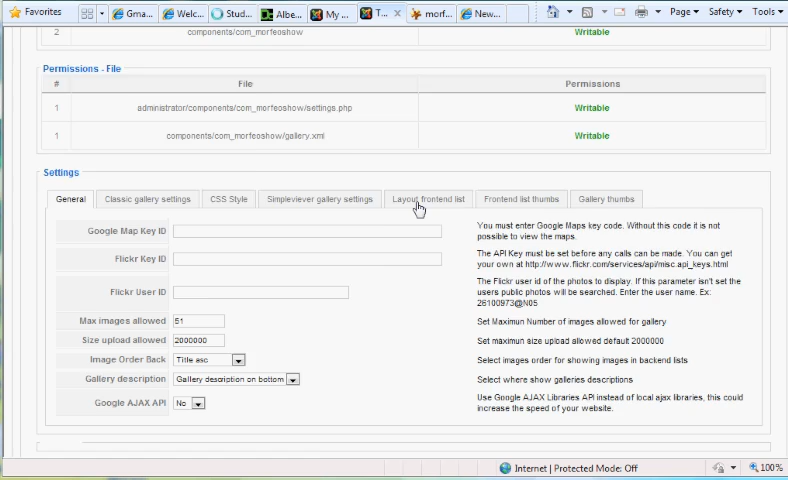 Favorites Gma... Welc... Stud... Albe... My ... T... morf... New... Page Safety Tools
2 components/com_morfeoshow/ Writable
Permissions - File
# File Permissions
1 administrator/components/com_morfeoshow/settings.php Writable
1 components/com_morfeoshow/gallery.xml Writable
Settings
General Classic gallery settings CSS Style Simpleviever gallery settings Layout frontend list Frontend list thumbs Gallery thumbs
Google Map Key ID You must enter Google Maps key code. Without this code it is not
possible to view the maps.
Flickr Key ID The API Key must be set before any calls can be made. You can get
your own at http://www.flickr.com/services/api/misc.api_keys.html
Flickr User ID The Flickr user id of the photos to display. If this parameter isn't set the
users public photos will be searched. Enter the user name. Ex:
26100973@N05
Max images allowed 51 Set Maximun Number of images allowed for gallery
Size upload allowed 2000000 Set maximun size upload allowed default 2000000
Image Order Back Title asc Select images order for showing images in backend lists
Gallery description Gallery description on bottom Select where show galleries descriptions
Google AJAX API No Use Google AJAX Libraries API instead of local ajax libraries, this could
increase the speed of your website.
Internet | Protected Mode: Off 100%